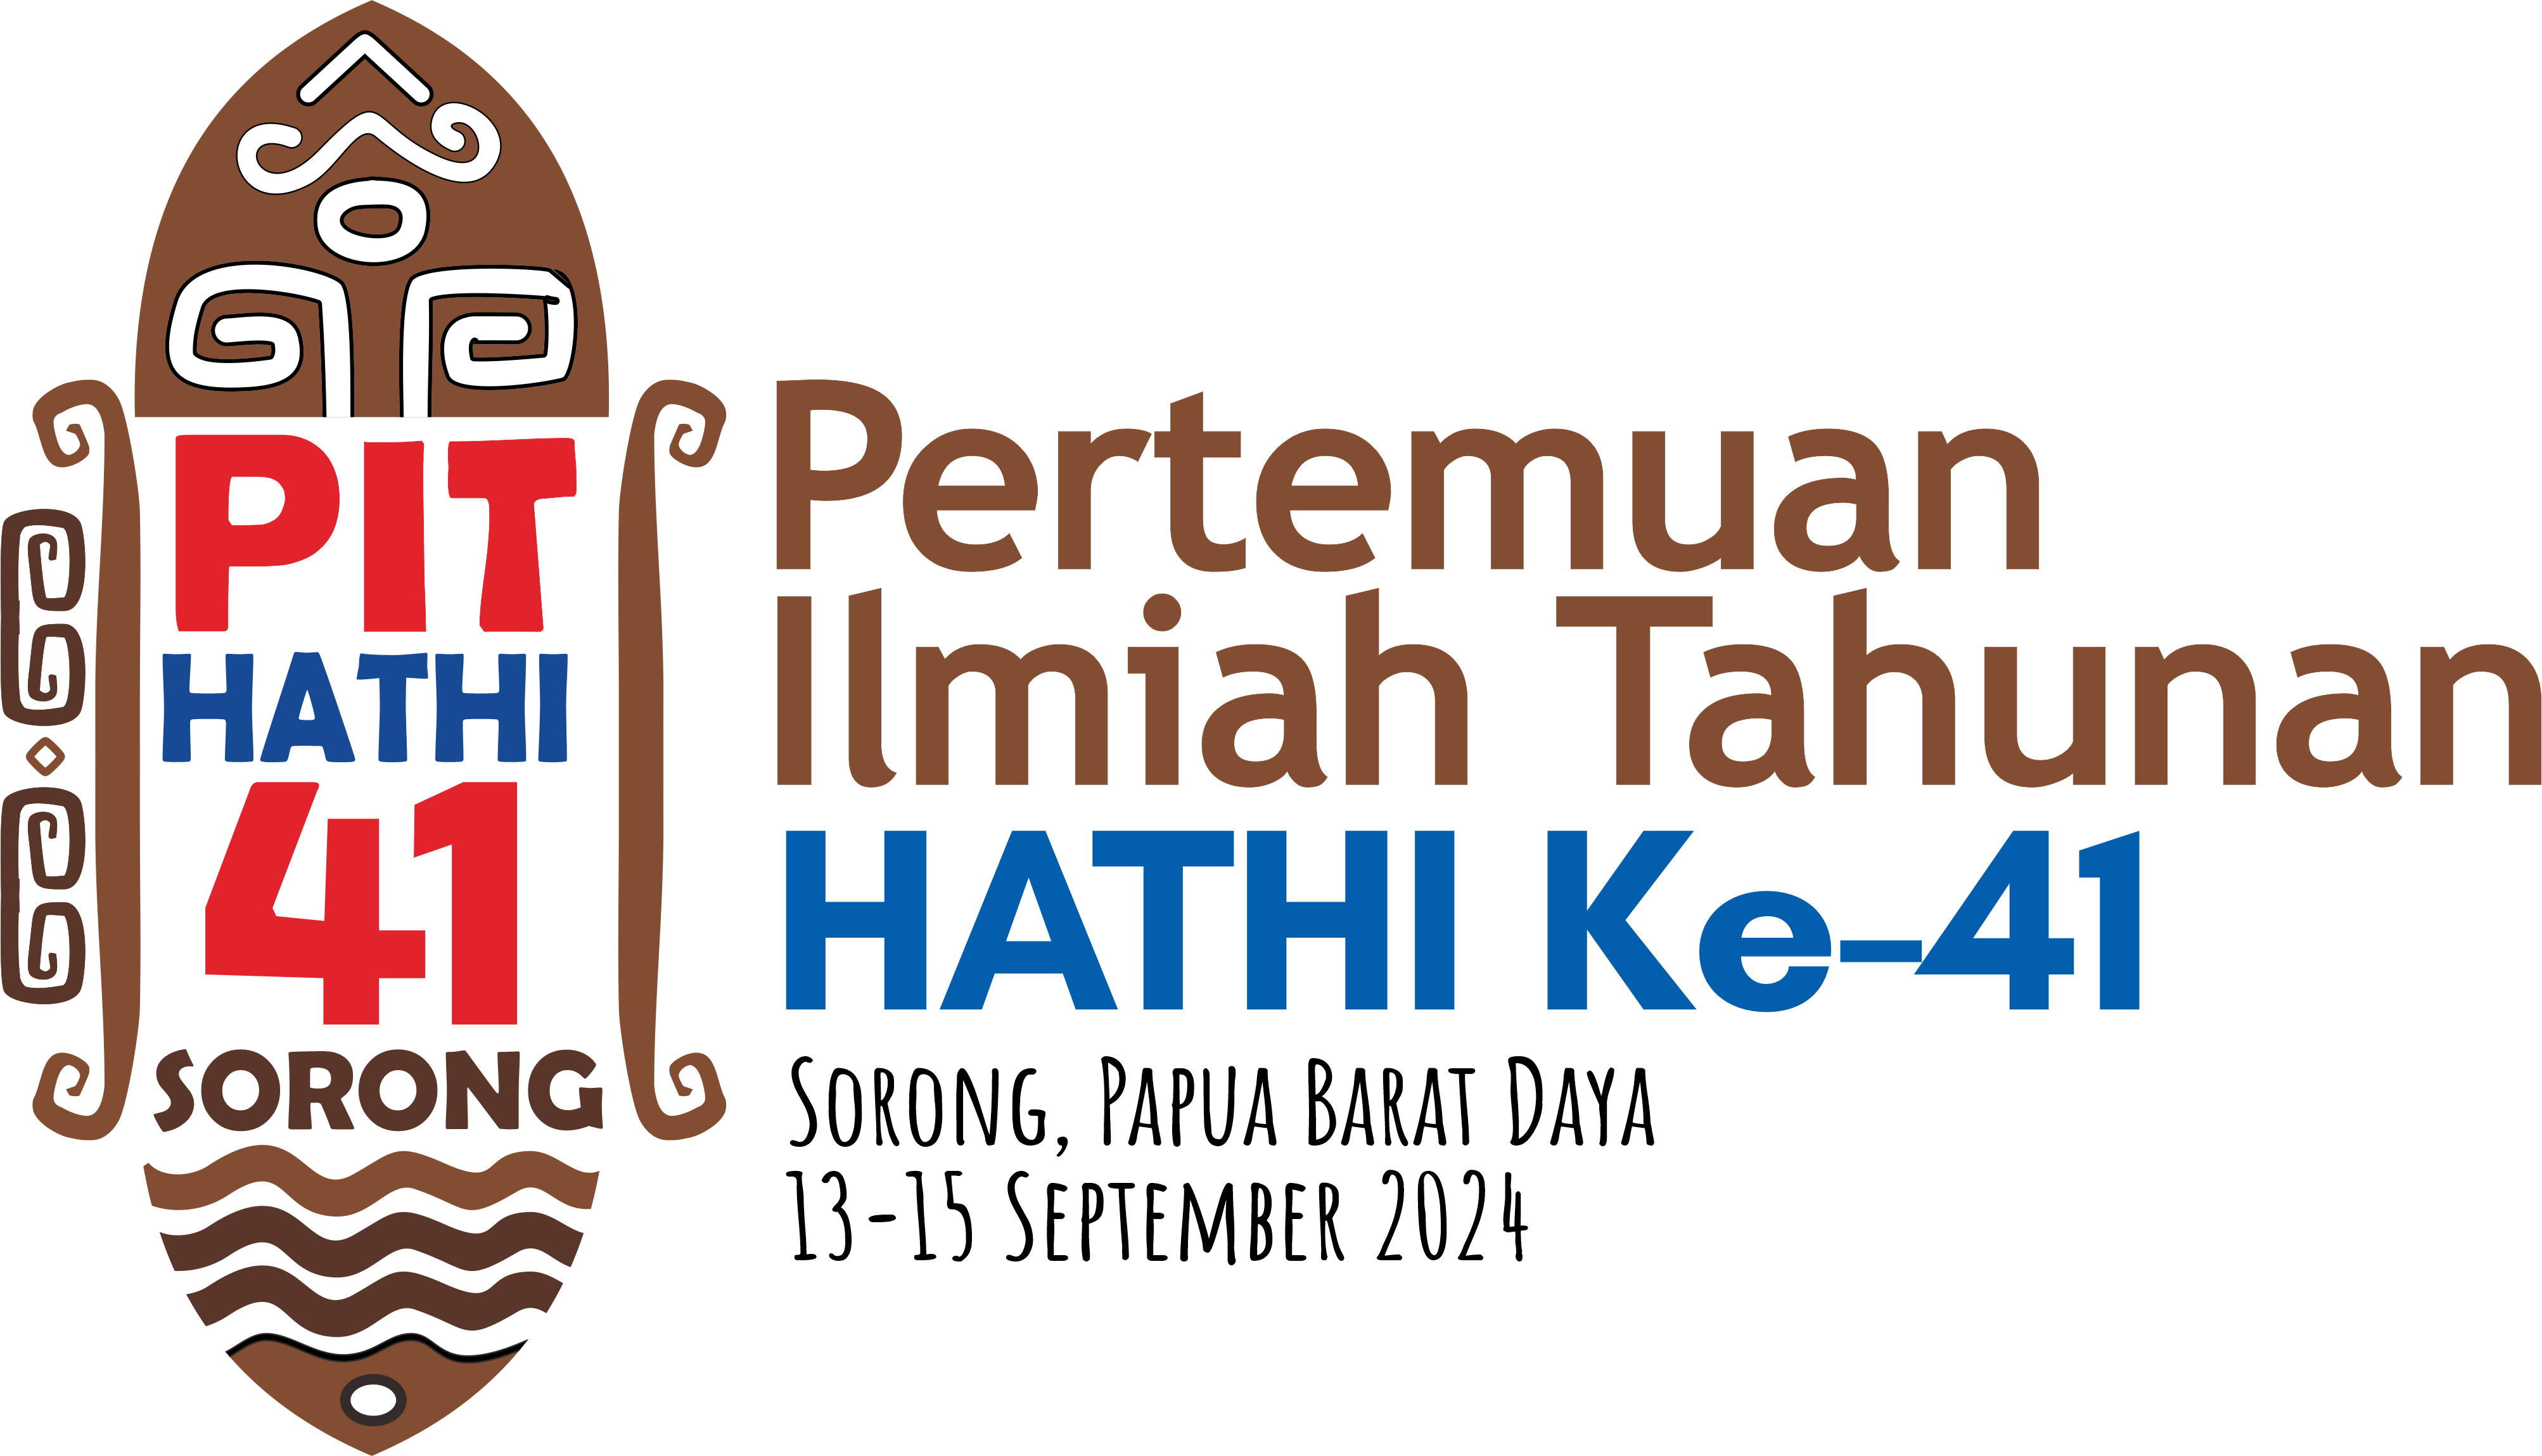 PIT
HATHI
41
SORONG
Pertemuan
Ilmiah Tahunan
HATHI Ke-41
Sorong, Papua Barat Daya
13-15 September 2024